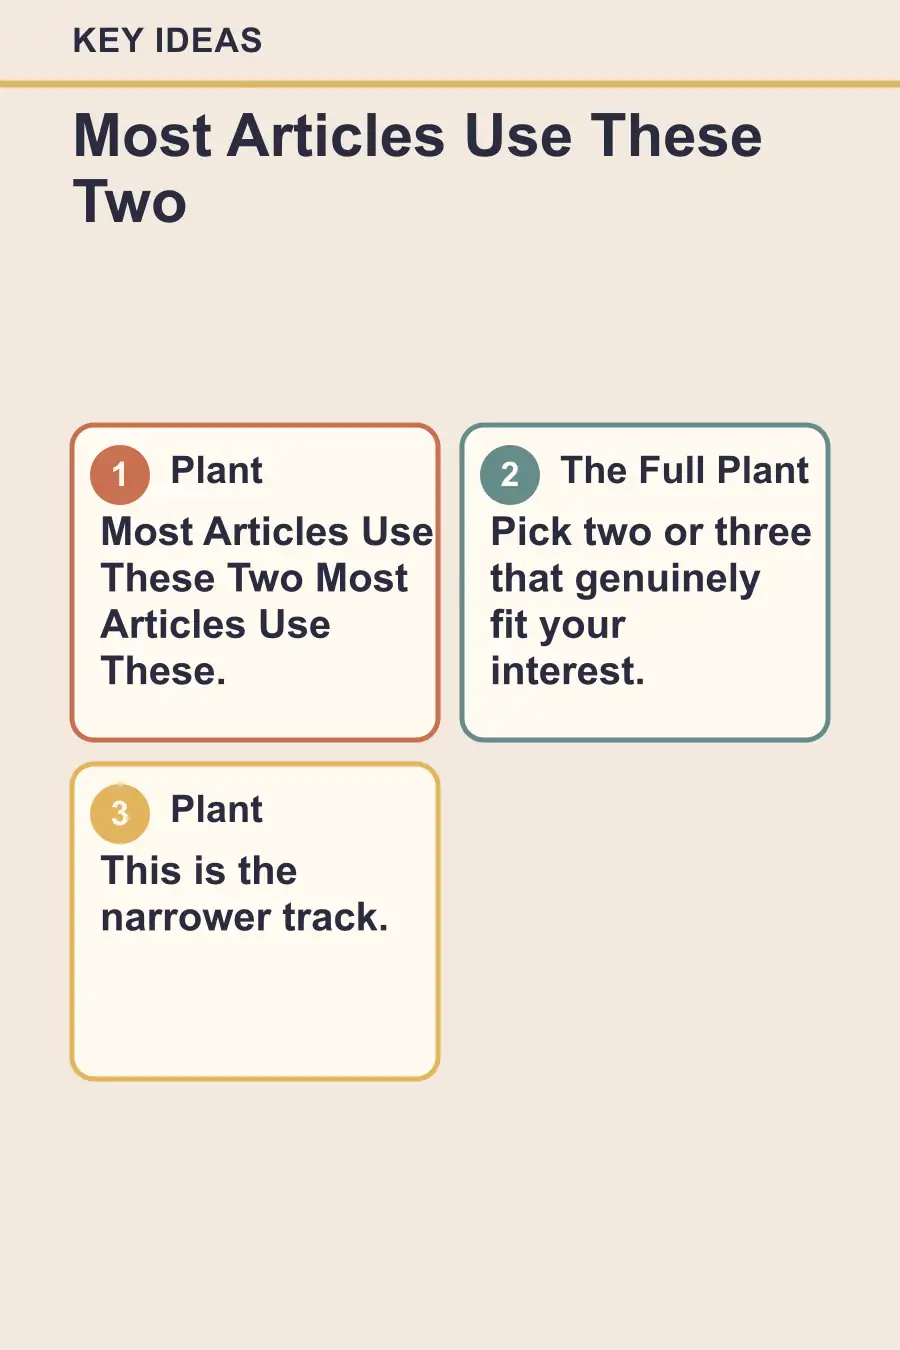 KEY IDEAS
Most Articles Use These
Two
1 Plant
Most Articles Use
These Two Most
Articles Use
These.
2 The Full Plant
Pick two or three
that genuinely
fit your
interest.
3 Plant
This is the
narrower track.